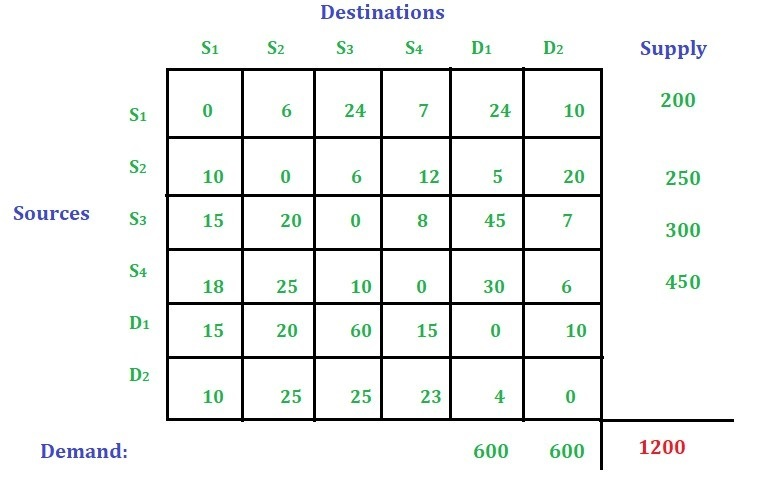 Destinations
S1 S2 S3 S4 D1 D2 Supply
S1 0 6 24 7 24 10 200
S2 10 0 6 12 5 20 250
Sources S3 15 20 0 8 45 7 300
S4 18 25 10 0 30 6 450
D1 15 20 60 15 0 10
D2 10 25 25 23 4 0
Demand: 600 600 1200